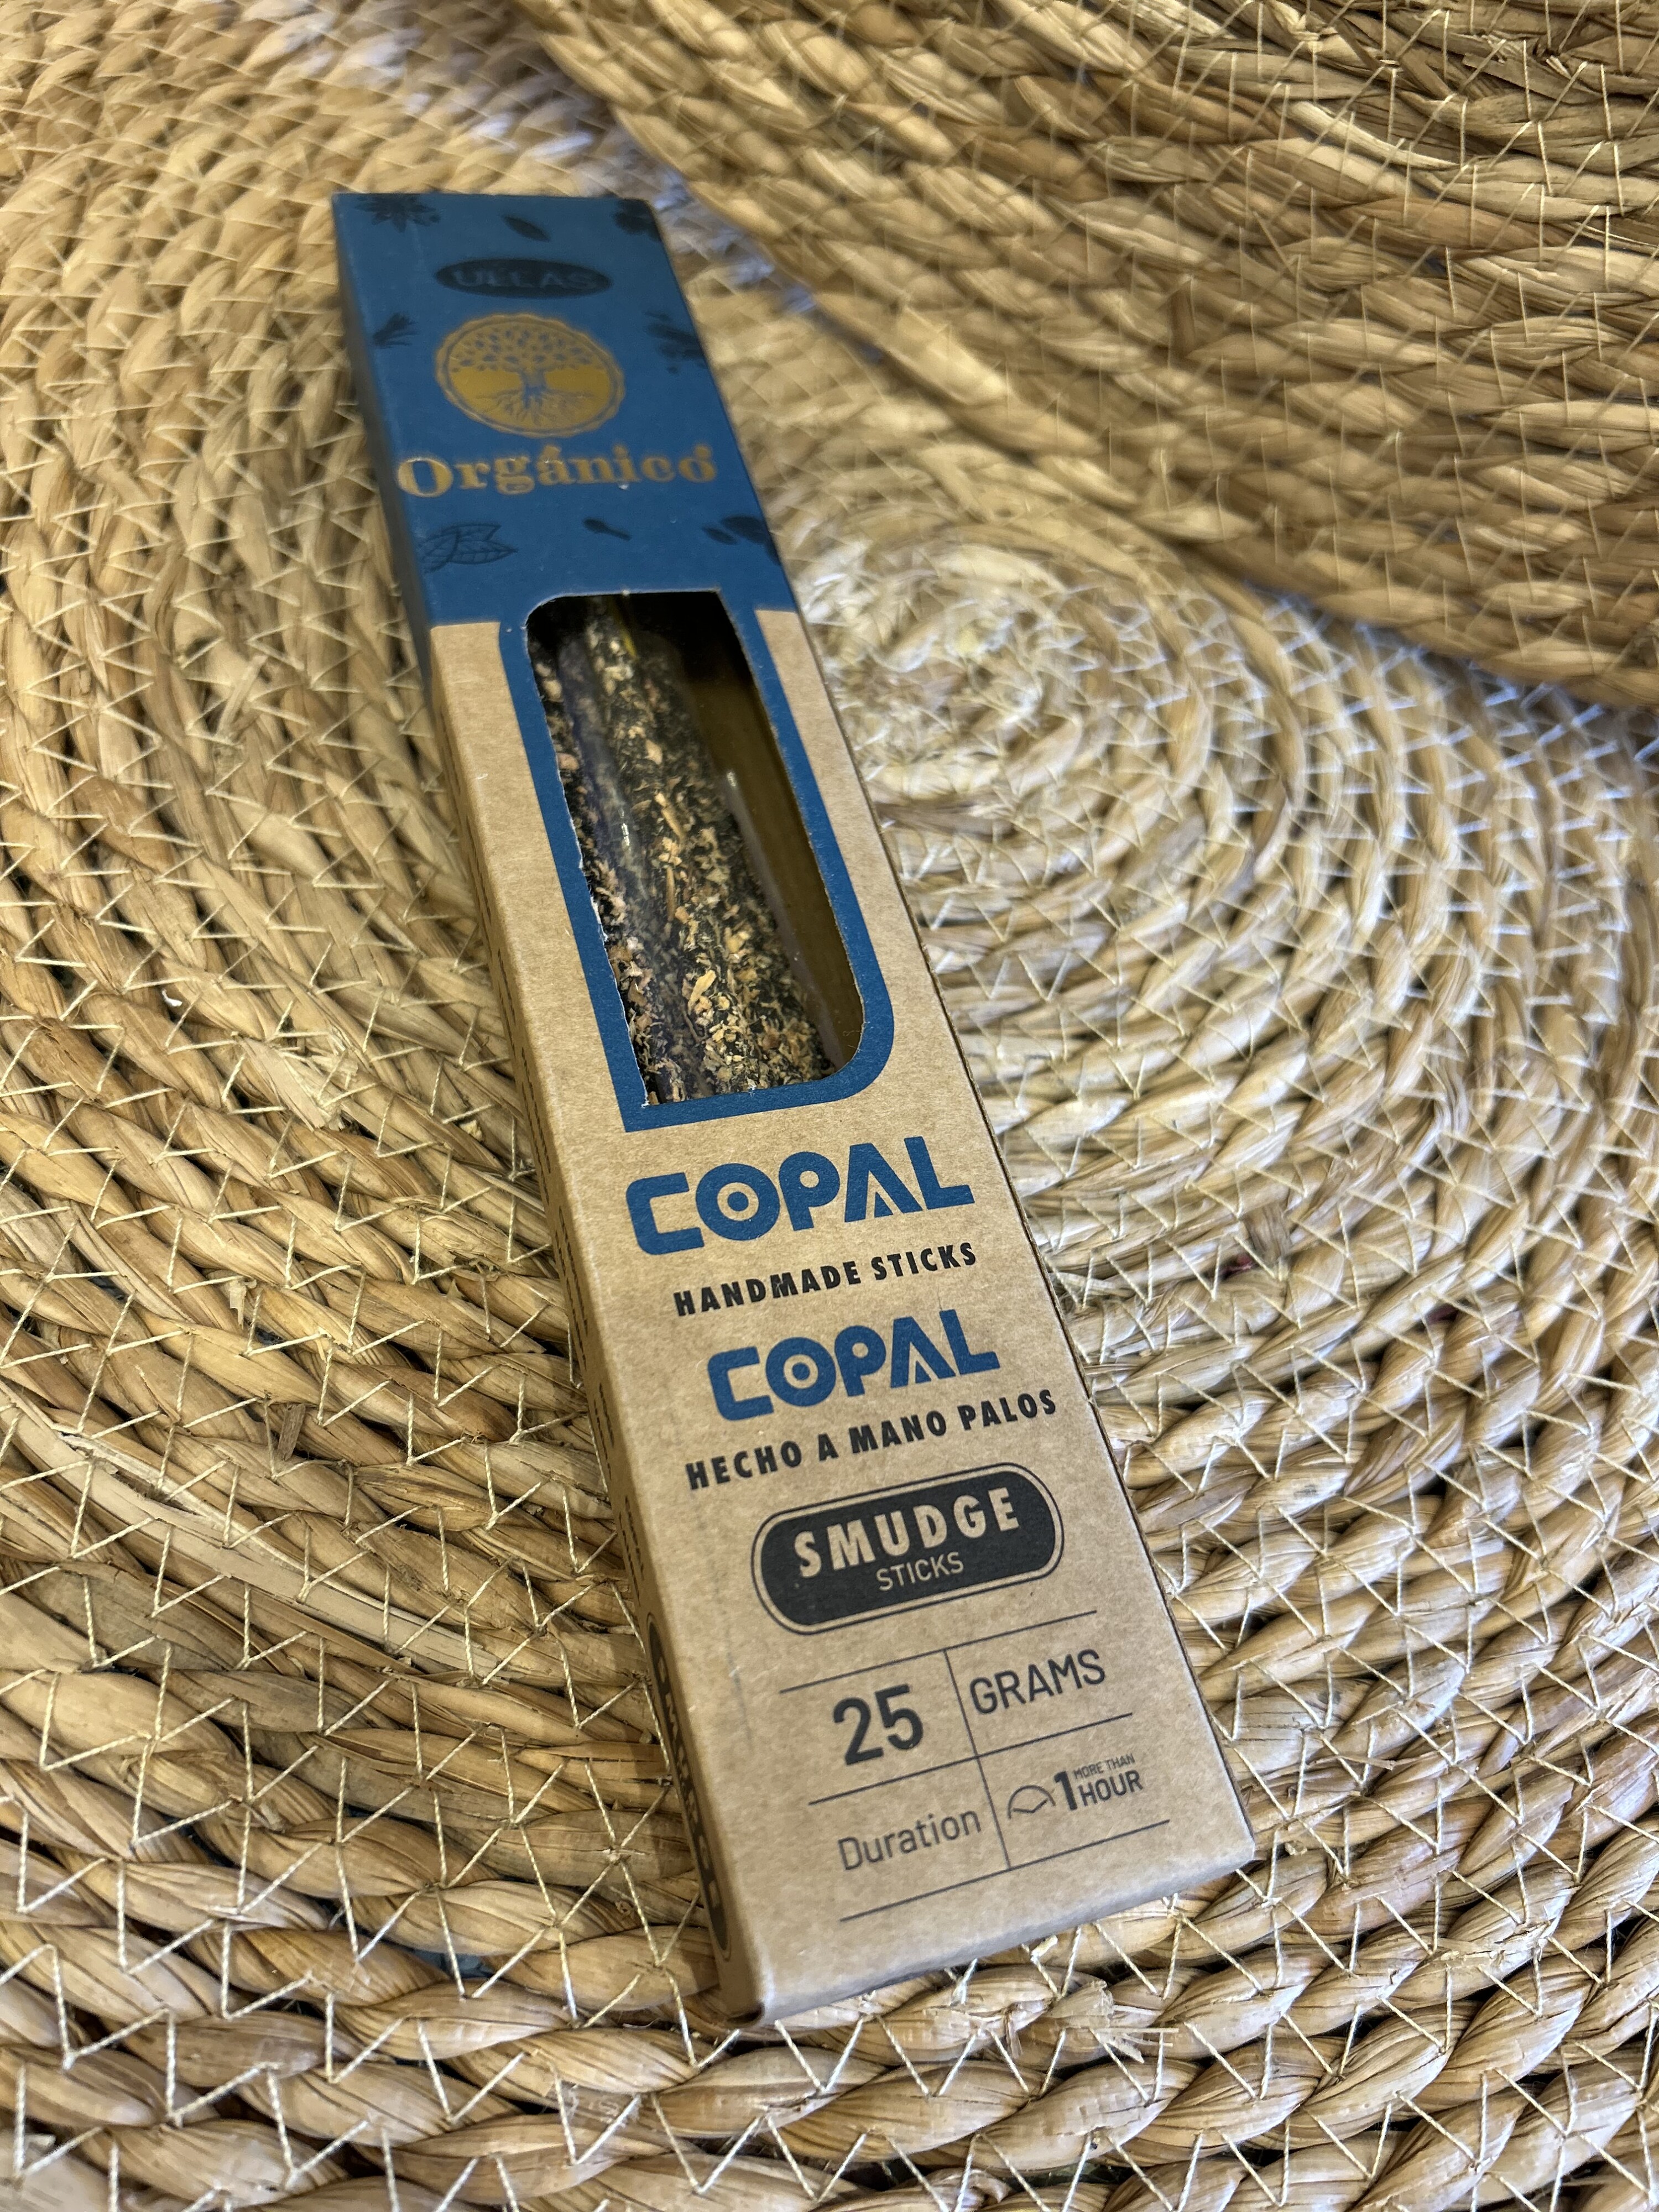 ULLAS
Orgánico
COPAL
HANDMADE STICKS
COPAL
HECHO A MANO PALOS
SMUDGE
STICKS
25 GRAMS
Duration 1 MORE THAN
HOUR